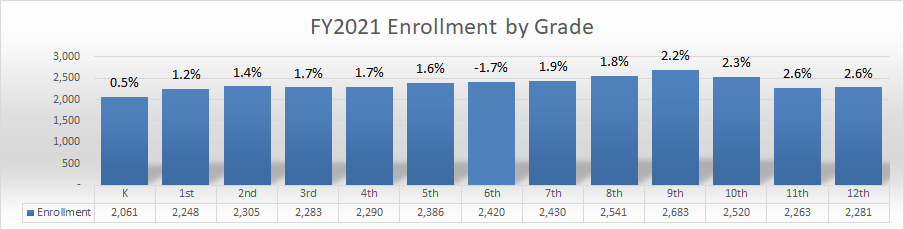 FY2021 Enrollment by Grade
3,000
2,500
2,000
1,500
1,000
500
-
0.5% 1.2% 1.4% 1.7% 1.7% 1.6% -1.7% 1.9% 1.8% 2.2% 2.3% 2.6% 2.6%
K 1st 2nd 3rd 4th 5th 6th 7th 8th 9th 10th 11th 12th
Enrollment 2,061 2,248 2,305 2,283 2,290 2,386 2,420 2,430 2,541 2,683 2,520 2,263 2,281